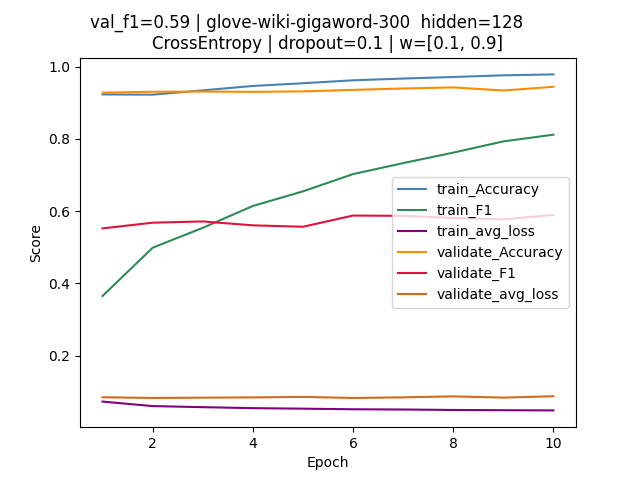 val_f1=0.59 | glove-wiki-gigaword-300  hidden=128
CrossEntropy | dropout=0.1 | w=[0.1, 0.9]
1.0
0.8
0.6
0.4
0.2
Score
train_Accuracy
train_F1
train_avg_loss
validate_Accuracy
validate_F1
validate_avg_loss
2 4 6 8 10
Epoch